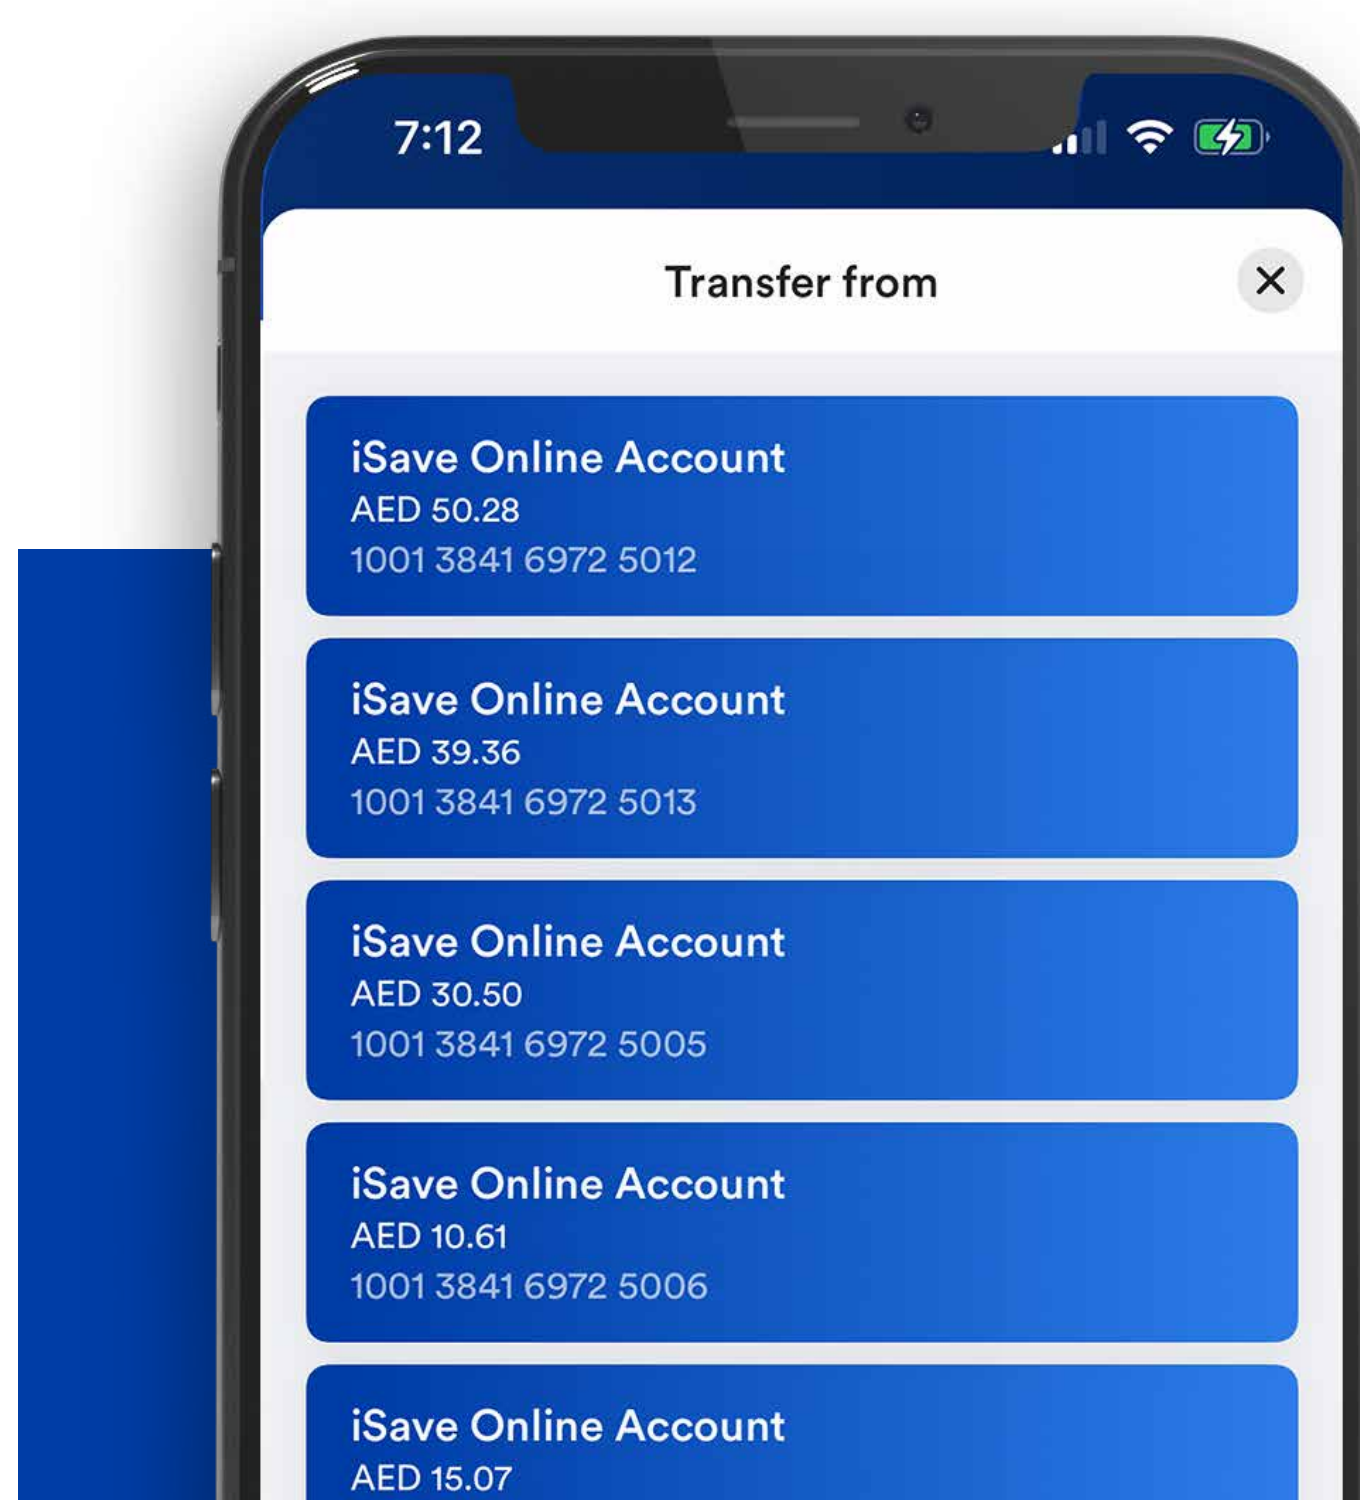 7:12
Transfer from
iSave Online Account
AED 50.28
1001 3841 6972 5012
iSave Online Account
AED 39.36
1001 3841 6972 5013
iSave Online Account
AED 30.50
1001 3841 6972 5005
iSave Online Account
AED 10.61
1001 3841 6972 5006
iSave Online Account
AED 15.07